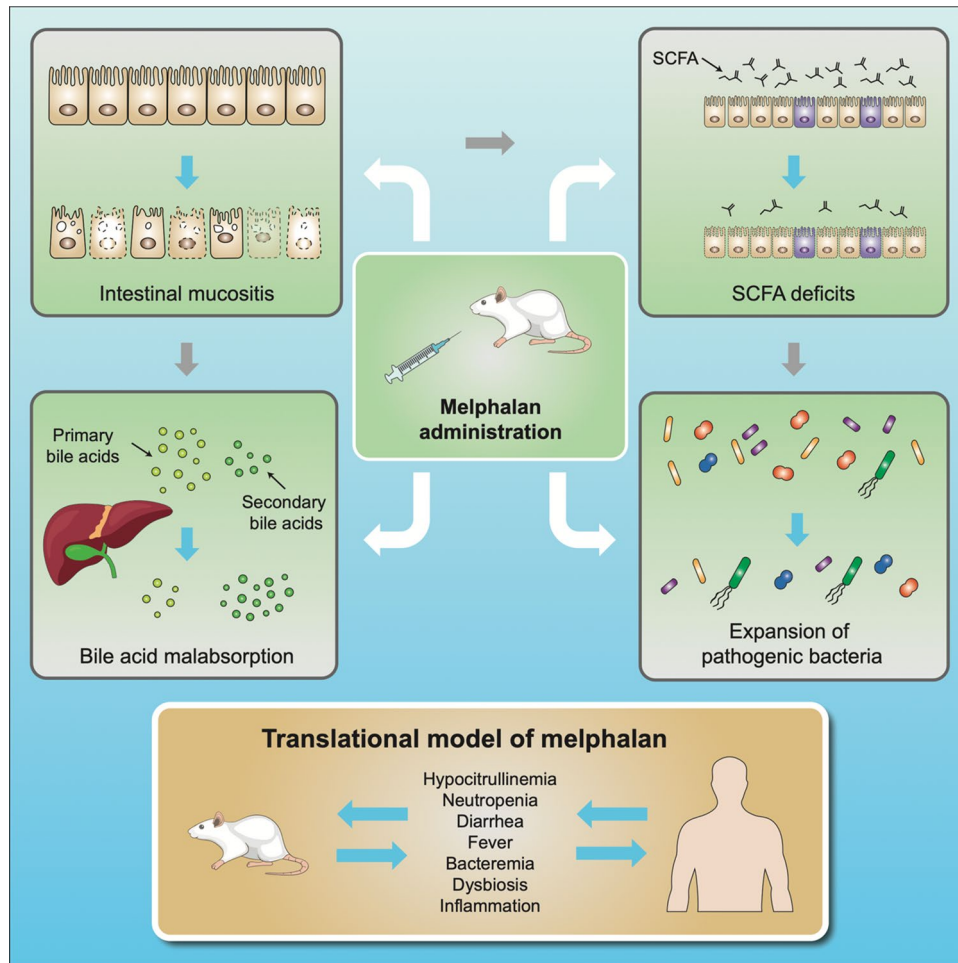 SCFA
Intestinal mucositis
SCFA deficits
Melphalan
administration
Primary
bile acids
Secondary
bile acids
Bile acid malabsorption
Expansion of
pathogenic bacteria
Translational model of melphalan
Hypocitrullinemia
Neutropenia
Diarrhea
Fever
Bacteremia
Dysbiosis
Inflammation